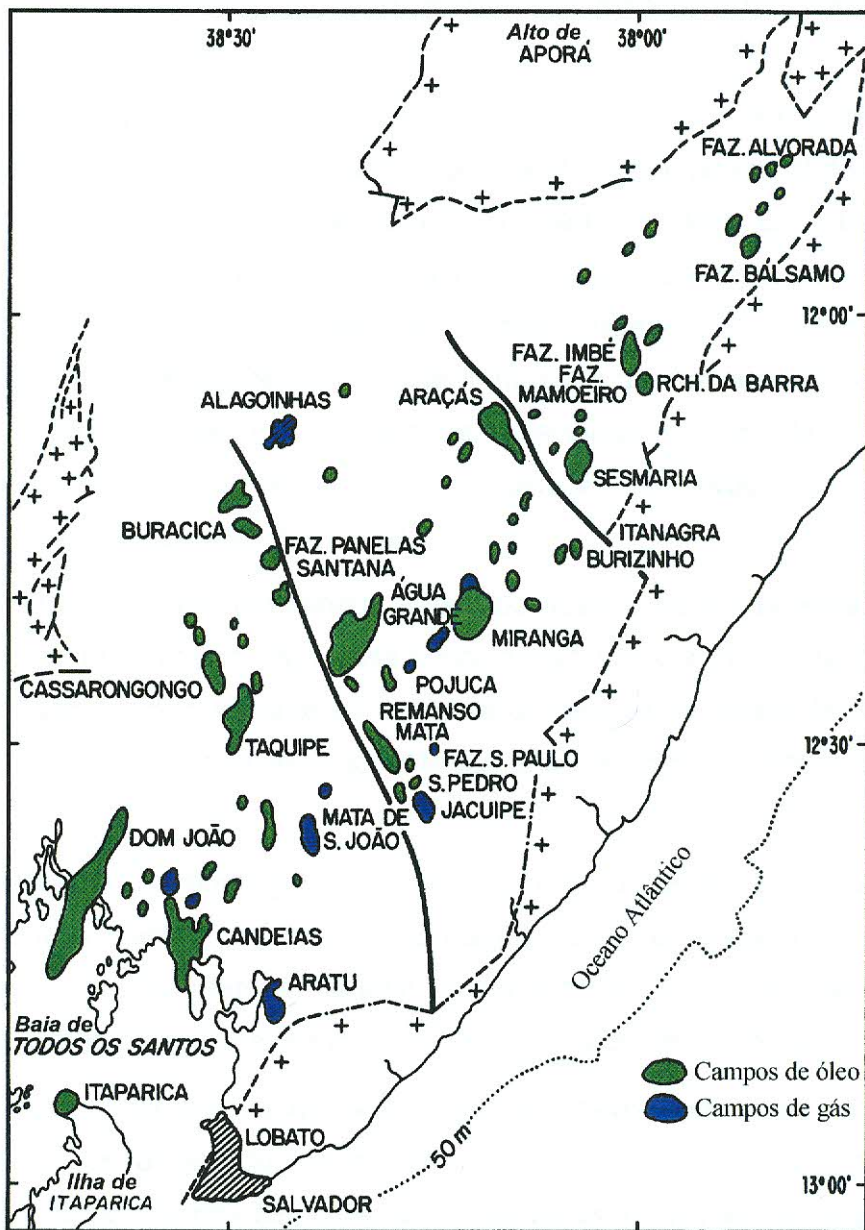 38°30'
Alto de
APORÁ
38°00'
FAZ. ALVORADA
FAZ. BÁLSAMO
12°00'
FAZ. IMBÉ
FAZ.
MAMOEIRO
RCH. DA BARRA
ALAGOINHAS
ARAÇÁS
SESMARIA
BURACICA
FAZ. PANELAS
SANTANA
ITANAGRA
BURIZINHO
ÁGUA
GRANDE
MIRANGA
CASSARONGONGO
POJUCA
REMANSO
MATA
TAQUIPE
12°30'
FAZ. S. PAULO
S. PEDRO
JACUIPE
MATA DE
S. JOÃO
DOM JOÃO
CANDEIAS
ARATU
Oceano Atlântico
Baia de
TODOS OS SANTOS
ITAPARICA
Campos de óleo
Campos de gás
LOBATO
50 m
Ilha de
ITAPARICA
SALVADOR
13°00'